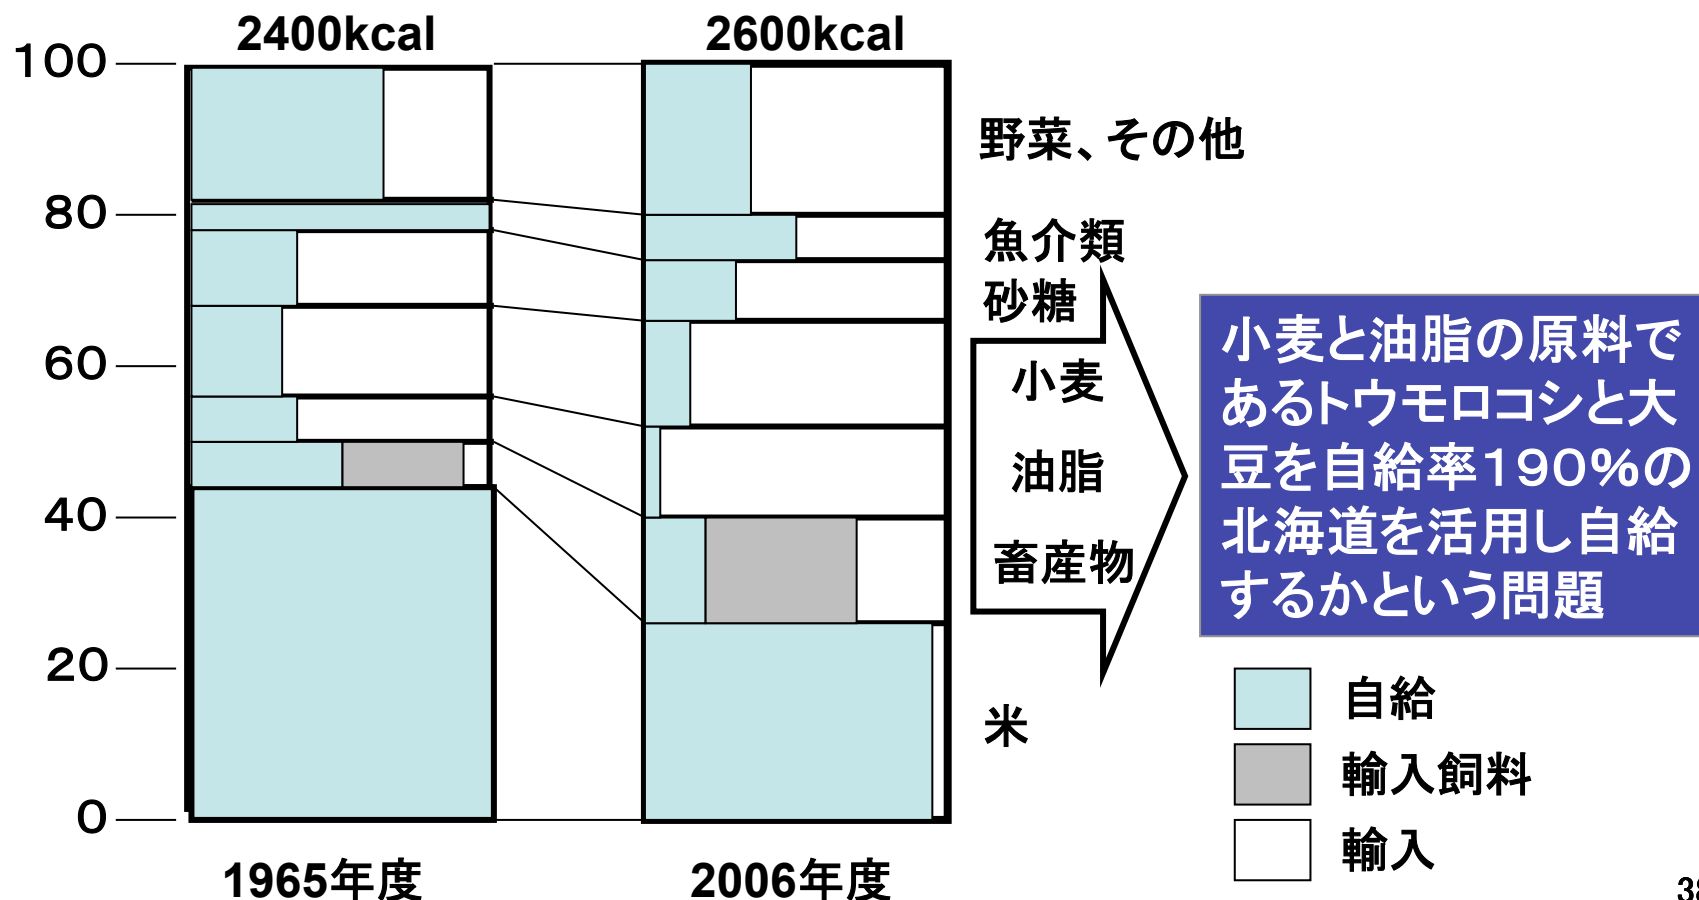 2400kcal
2600kcal
100
80
60
40
20
0
野菜、その他
魚介類
砂糖
小麦
油脂
畜産物
米
小麦と油脂の原料で
あるトウモロコシと大
豆を自給率190%の
北海道を活用し自給
するかという問題
自給
輸入飼料
輸入
1965年度
2006年度
38